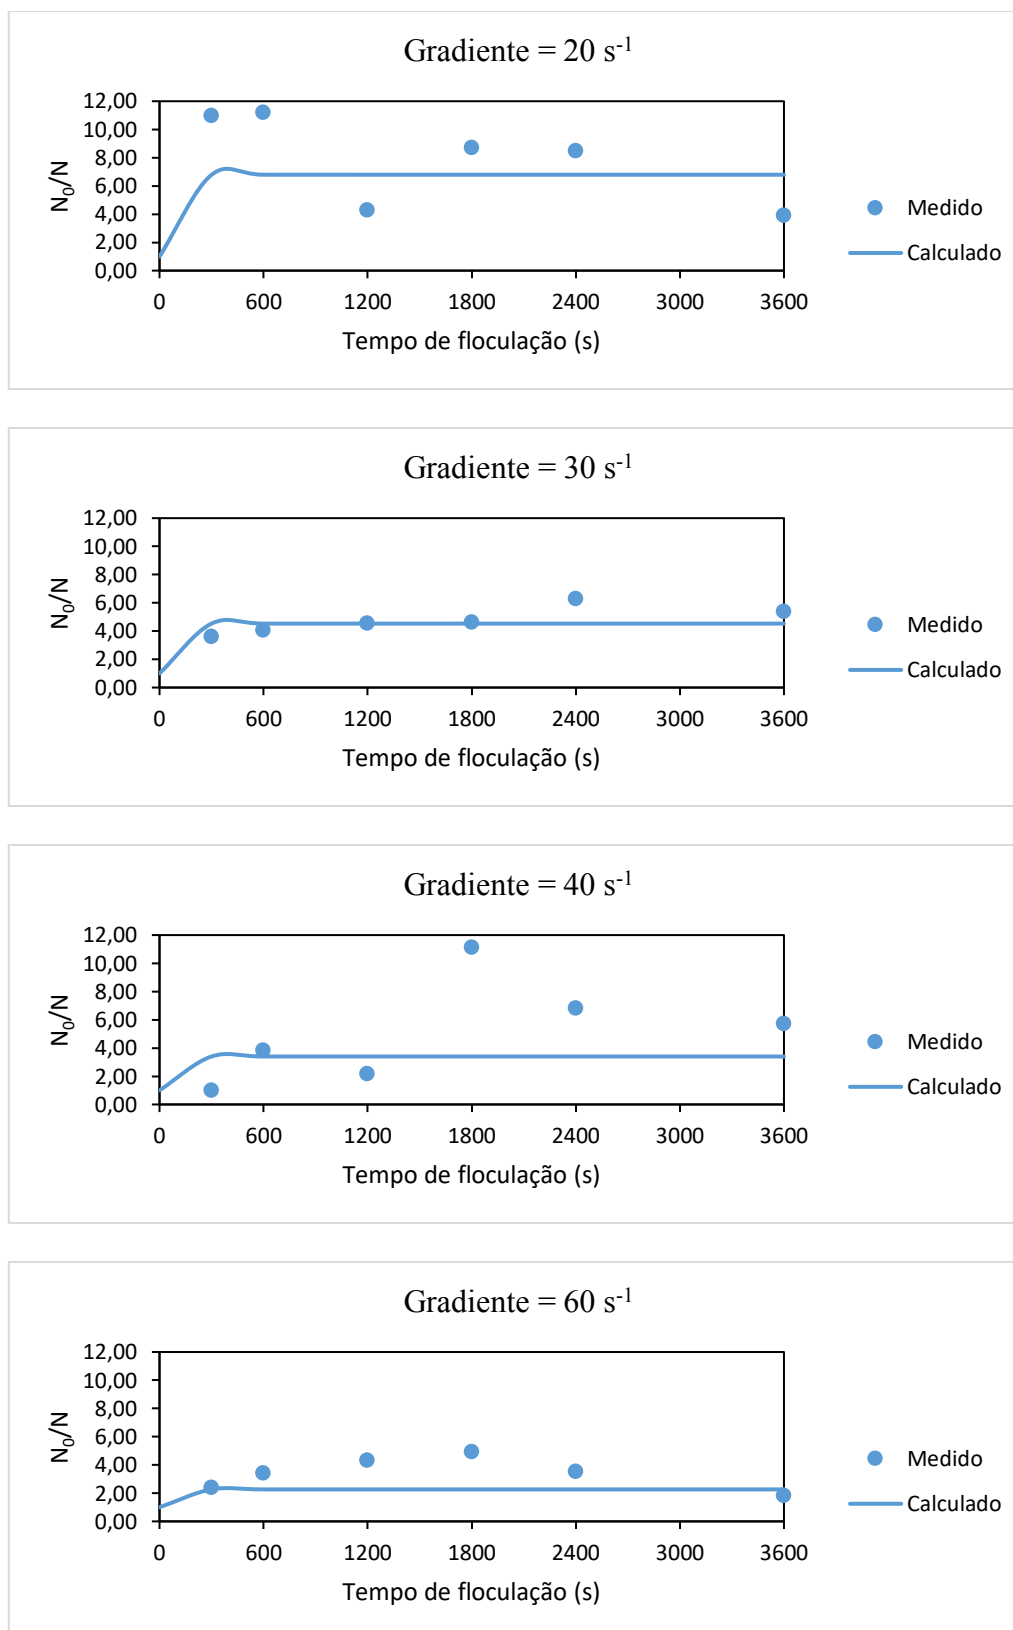 Gradiente = 20 s⁻¹
12,00
10,00
8,00
6,00
4,00
2,00
0,00
N₀/N
0 600 1200 1800 2400 3000 3600
Tempo de floculação (s)
Medido
Calculado
Gradiente = 30 s⁻¹
12,00
10,00
8,00
6,00
4,00
2,00
0,00
N₀/N
0 600 1200 1800 2400 3000 3600
Tempo de floculação (s)
Medido
Calculado
Gradiente = 40 s⁻¹
12,00
10,00
8,00
6,00
4,00
2,00
0,00
N₀/N
0 600 1200 1800 2400 3000 3600
Tempo de floculação (s)
Medido
Calculado
Gradiente = 60 s⁻¹
12,00
10,00
8,00
6,00
4,00
2,00
0,00
N₀/N
0 600 1200 1800 2400 3000 3600
Tempo de floculação (s)
Medido
Calculado